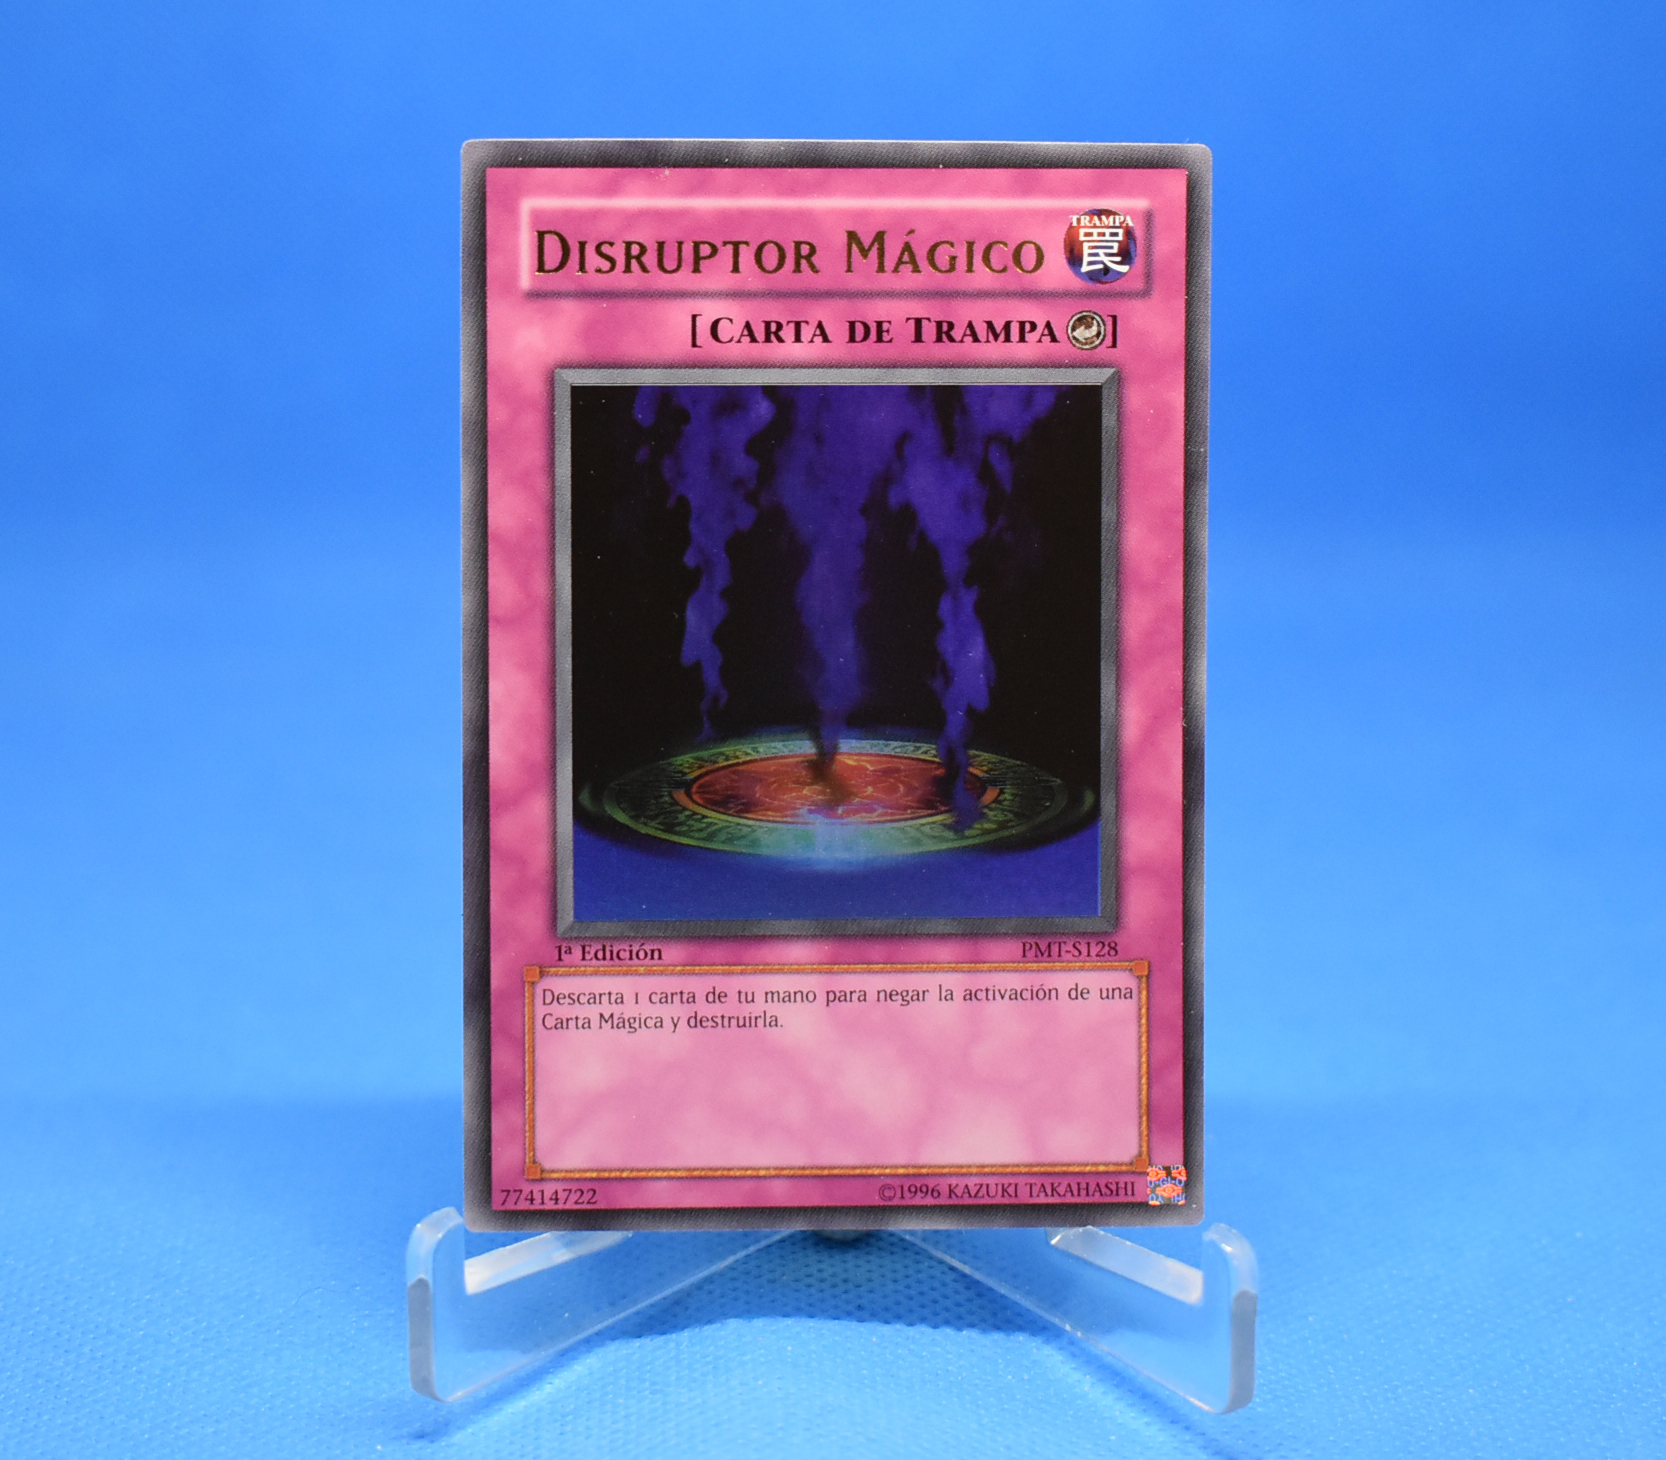 DISRUPTOR MÁGICO
TRAMPA
罠
[CARTA DE TRAMPA]
1ª Edición
PMT-S128
Descarta 1 carta de tu mano para negar la activación de una
Carta Mágica y destruirla.
77414722
©1996 KAZUKI TAKAHASHI